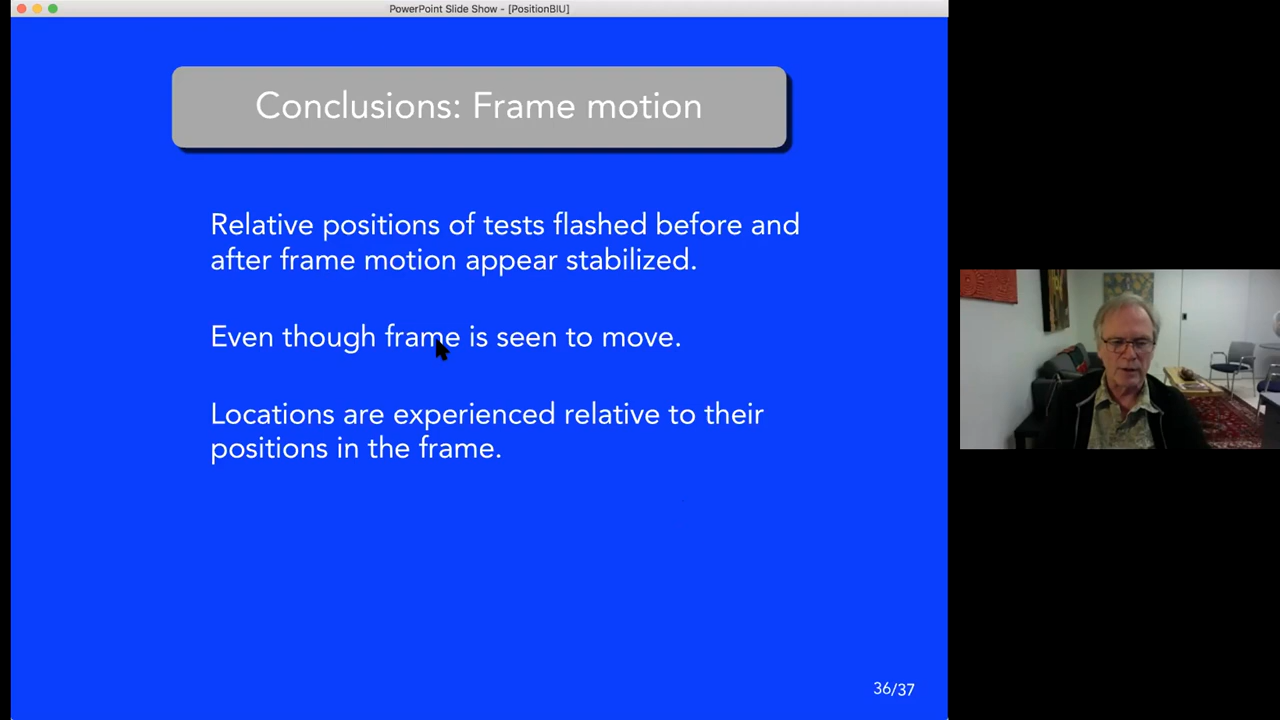 PowerPoint Slide Show - [PositionBIU]
Conclusions: Frame motion
Relative positions of tests flashed before and
after frame motion appear stabilized.
Even though frame is seen to move.
Locations are experienced relative to their
positions in the frame.
36/37